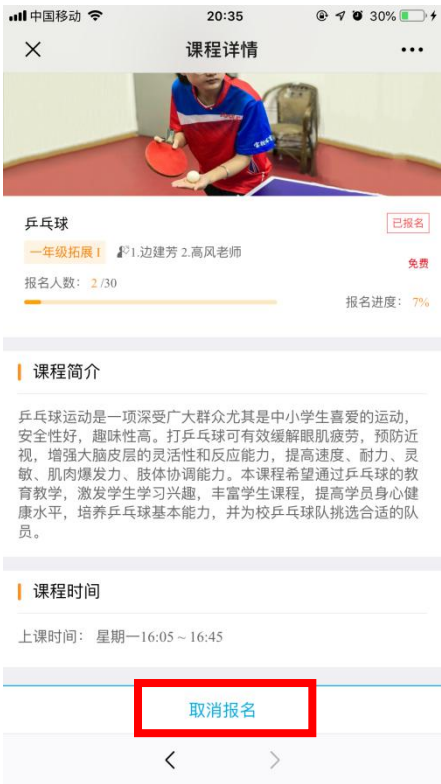 中国移动 20:35 30%
课程详情
乒乓球 已报名
一年级拓展1 1.边建芳 2.高风老师
免费
报名人数: 2 /30
报名进度: 7%
课程简介
乒乓球运动是一项深受广大群众尤其是中小学生喜爱的运动,
安全性好，趣味性高。打乒乓球可有效缓解眼肌疲劳，预防近
视，增强大脑皮层的灵活性和反应能力，提高速度、耐力、灵
敏、肌肉爆发力、肢体协调能力。本课程希望通过乒乓球的教
育教学，激发学生学习兴趣，丰富学生课程，提高学员身心健
康水平，培养乒乓球基本能力，并为校乒乓球队挑选合适的队
员。
课程时间
上课时间: 星期一16:05 ~ 16:45
取消报名